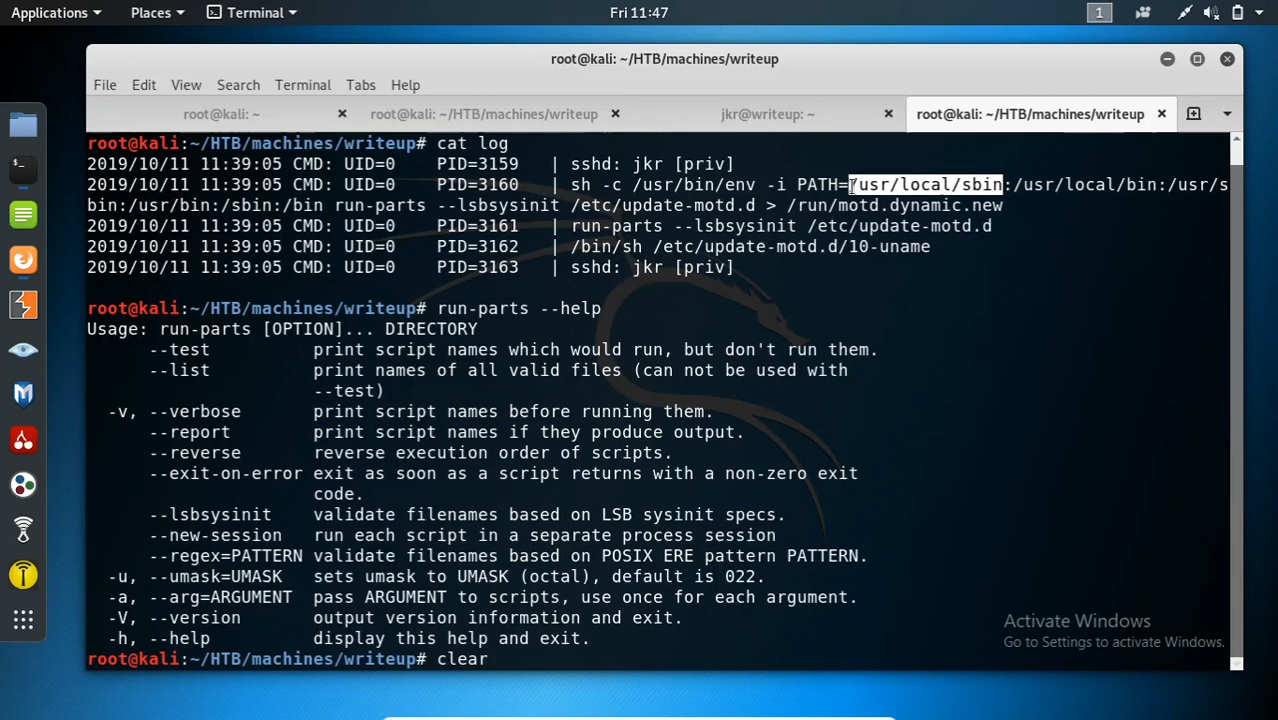 Applications Places Terminal Fri 11:47 1
root@kali: ~/HTB/machines/writeup
File Edit View Search Terminal Tabs Help
root@kali: ~ root@kali: ~/HTB/machines/writeup jkr@writeup: ~ root@kali: ~/HTB/machines/writeup
root@kali:~/HTB/machines/writeup# cat log
2019/10/11 11:39:05 CMD: UID=0 PID=3159 | sshd: jkr [priv]
2019/10/11 11:39:05 CMD: UID=0 PID=3160 | sh -c /usr/bin/env -i PATH=/usr/local/sbin:/usr/local/bin:/usr/s
bin:/usr/bin:/sbin:/bin run-parts --lsbsysinit /etc/update-motd.d > /run/motd.dynamic.new
2019/10/11 11:39:05 CMD: UID=0 PID=3161 | run-parts --lsbsysinit /etc/update-motd.d
2019/10/11 11:39:05 CMD: UID=0 PID=3162 | /bin/sh /etc/update-motd.d/10-uname
2019/10/11 11:39:05 CMD: UID=0 PID=3163 | sshd: jkr [priv]
root@kali:~/HTB/machines/writeup# run-parts --help
Usage: run-parts [OPTION]... DIRECTORY
--test print script names which would run, but don't run them.
--list print names of all valid files (can not be used with
--test)
-v, --verbose print script names before running them.
--report print script names if they produce output.
--reverse reverse execution order of scripts.
--exit-on-error exit as soon as a script returns with a non-zero exit
code.
--lsbsysinit validate filenames based on LSB sysinit specs.
--new-session run each script in a separate process session
--regex=PATTERN validate filenames based on POSIX ERE pattern PATTERN.
-u, --umask=UMASK sets umask to UMASK (octal), default is 022.
-a, --arg=ARGUMENT pass ARGUMENT to scripts, use once for each argument.
-V, --version output version information and exit.
-h, --help display this help and exit.
root@kali:~/HTB/machines/writeup# clear
Activate Windows
Go to Settings to activate Windows.